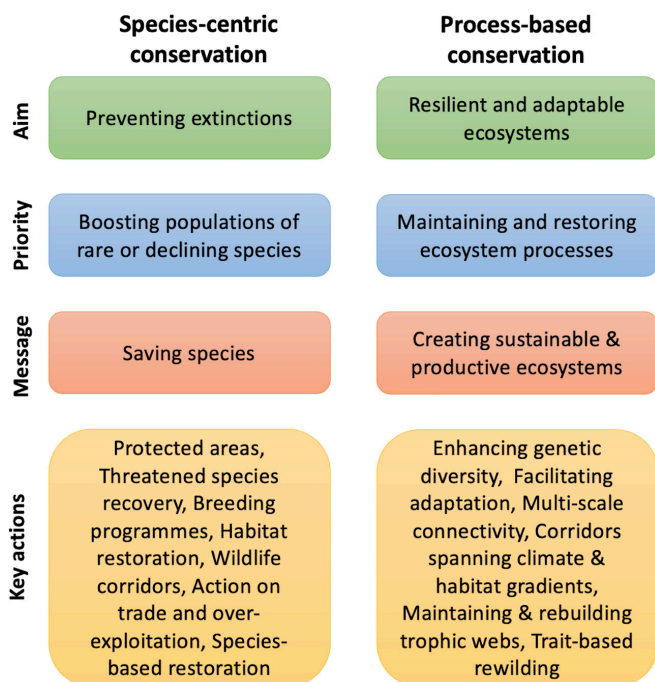 Species-centric
conservation
Process-based
conservation
Aim
Preventing extinctions
Resilient and adaptable
ecosystems
Priority
Boosting populations of
rare or declining species
Maintaining and restoring
ecosystem processes
Message
Saving species
Creating sustainable &
productive ecosystems
Key actions
Protected areas,
Threatened species
recovery, Breeding
programmes, Habitat
restoration, Wildlife
corridors, Action on
trade and over-
exploitation, Species-
based restoration
Enhancing genetic
diversity, Facilitating
adaptation, Multi-scale
connectivity, Corridors
spanning climate &
habitat gradients,
Maintaining & rebuilding
trophic webs, Trait-based
rewilding